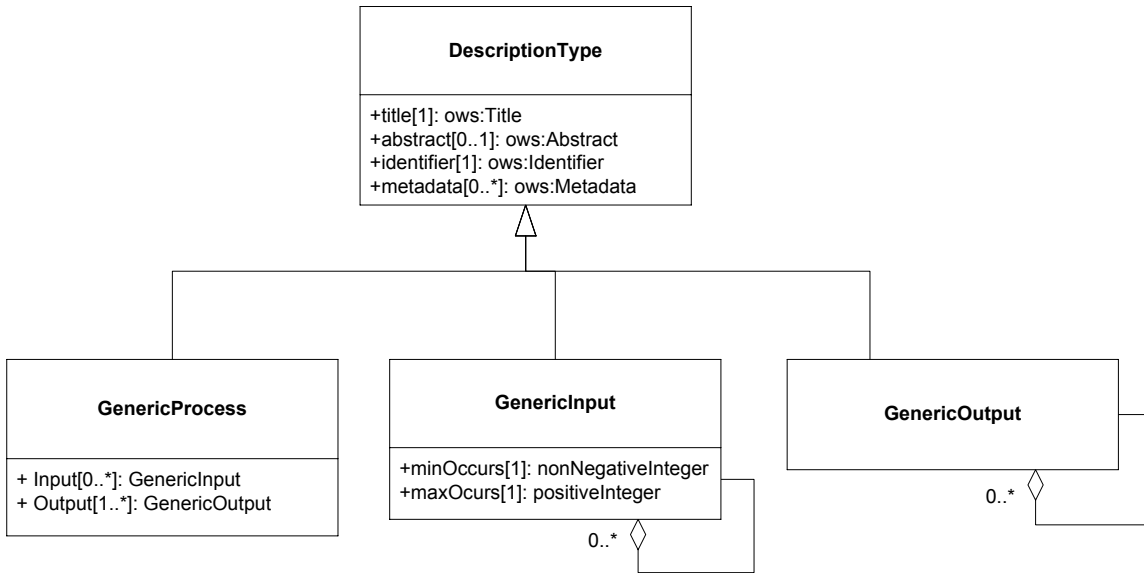 DescriptionType
+title[1]: ows:Title
+abstract[0..1]: ows:Abstract
+identifier[1]: ows:Identifier
+metadata[0..*]: ows:Metadata
GenericProcess
+ Input[0..*]: GenericInput
+ Output[1..*]: GenericOutput
GenericInput
+minOccurs[1]: nonNegativeInteger
+maxOcurs[1]: positiveInteger
0..*
GenericOutput
0..*